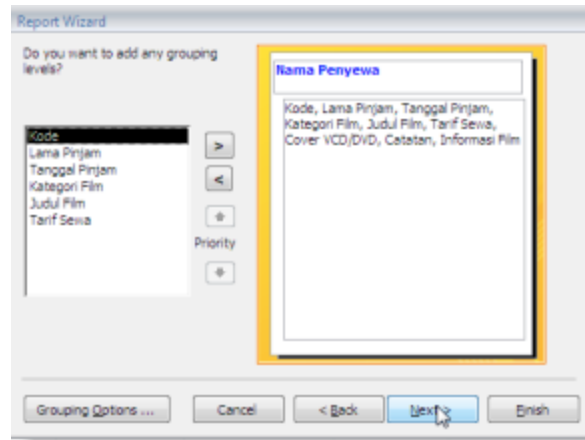 Report Wizard
Do you want to add any grouping
levels?
Nama Penyewa
Kode, Lama Pinjam, Tanggal Pinjam,
Kategori Film, Judul Film, Tarif Sewa,
Cover VCD/DVD, Catatan, Informasi Film
Kode
Lama Pinjam
Tanggal Pinjam
Kategori Film
Judul Film
Tarif Sewa
>
<
Priority
Grouping Options ...
Cancel
< Back
Next >
Finish